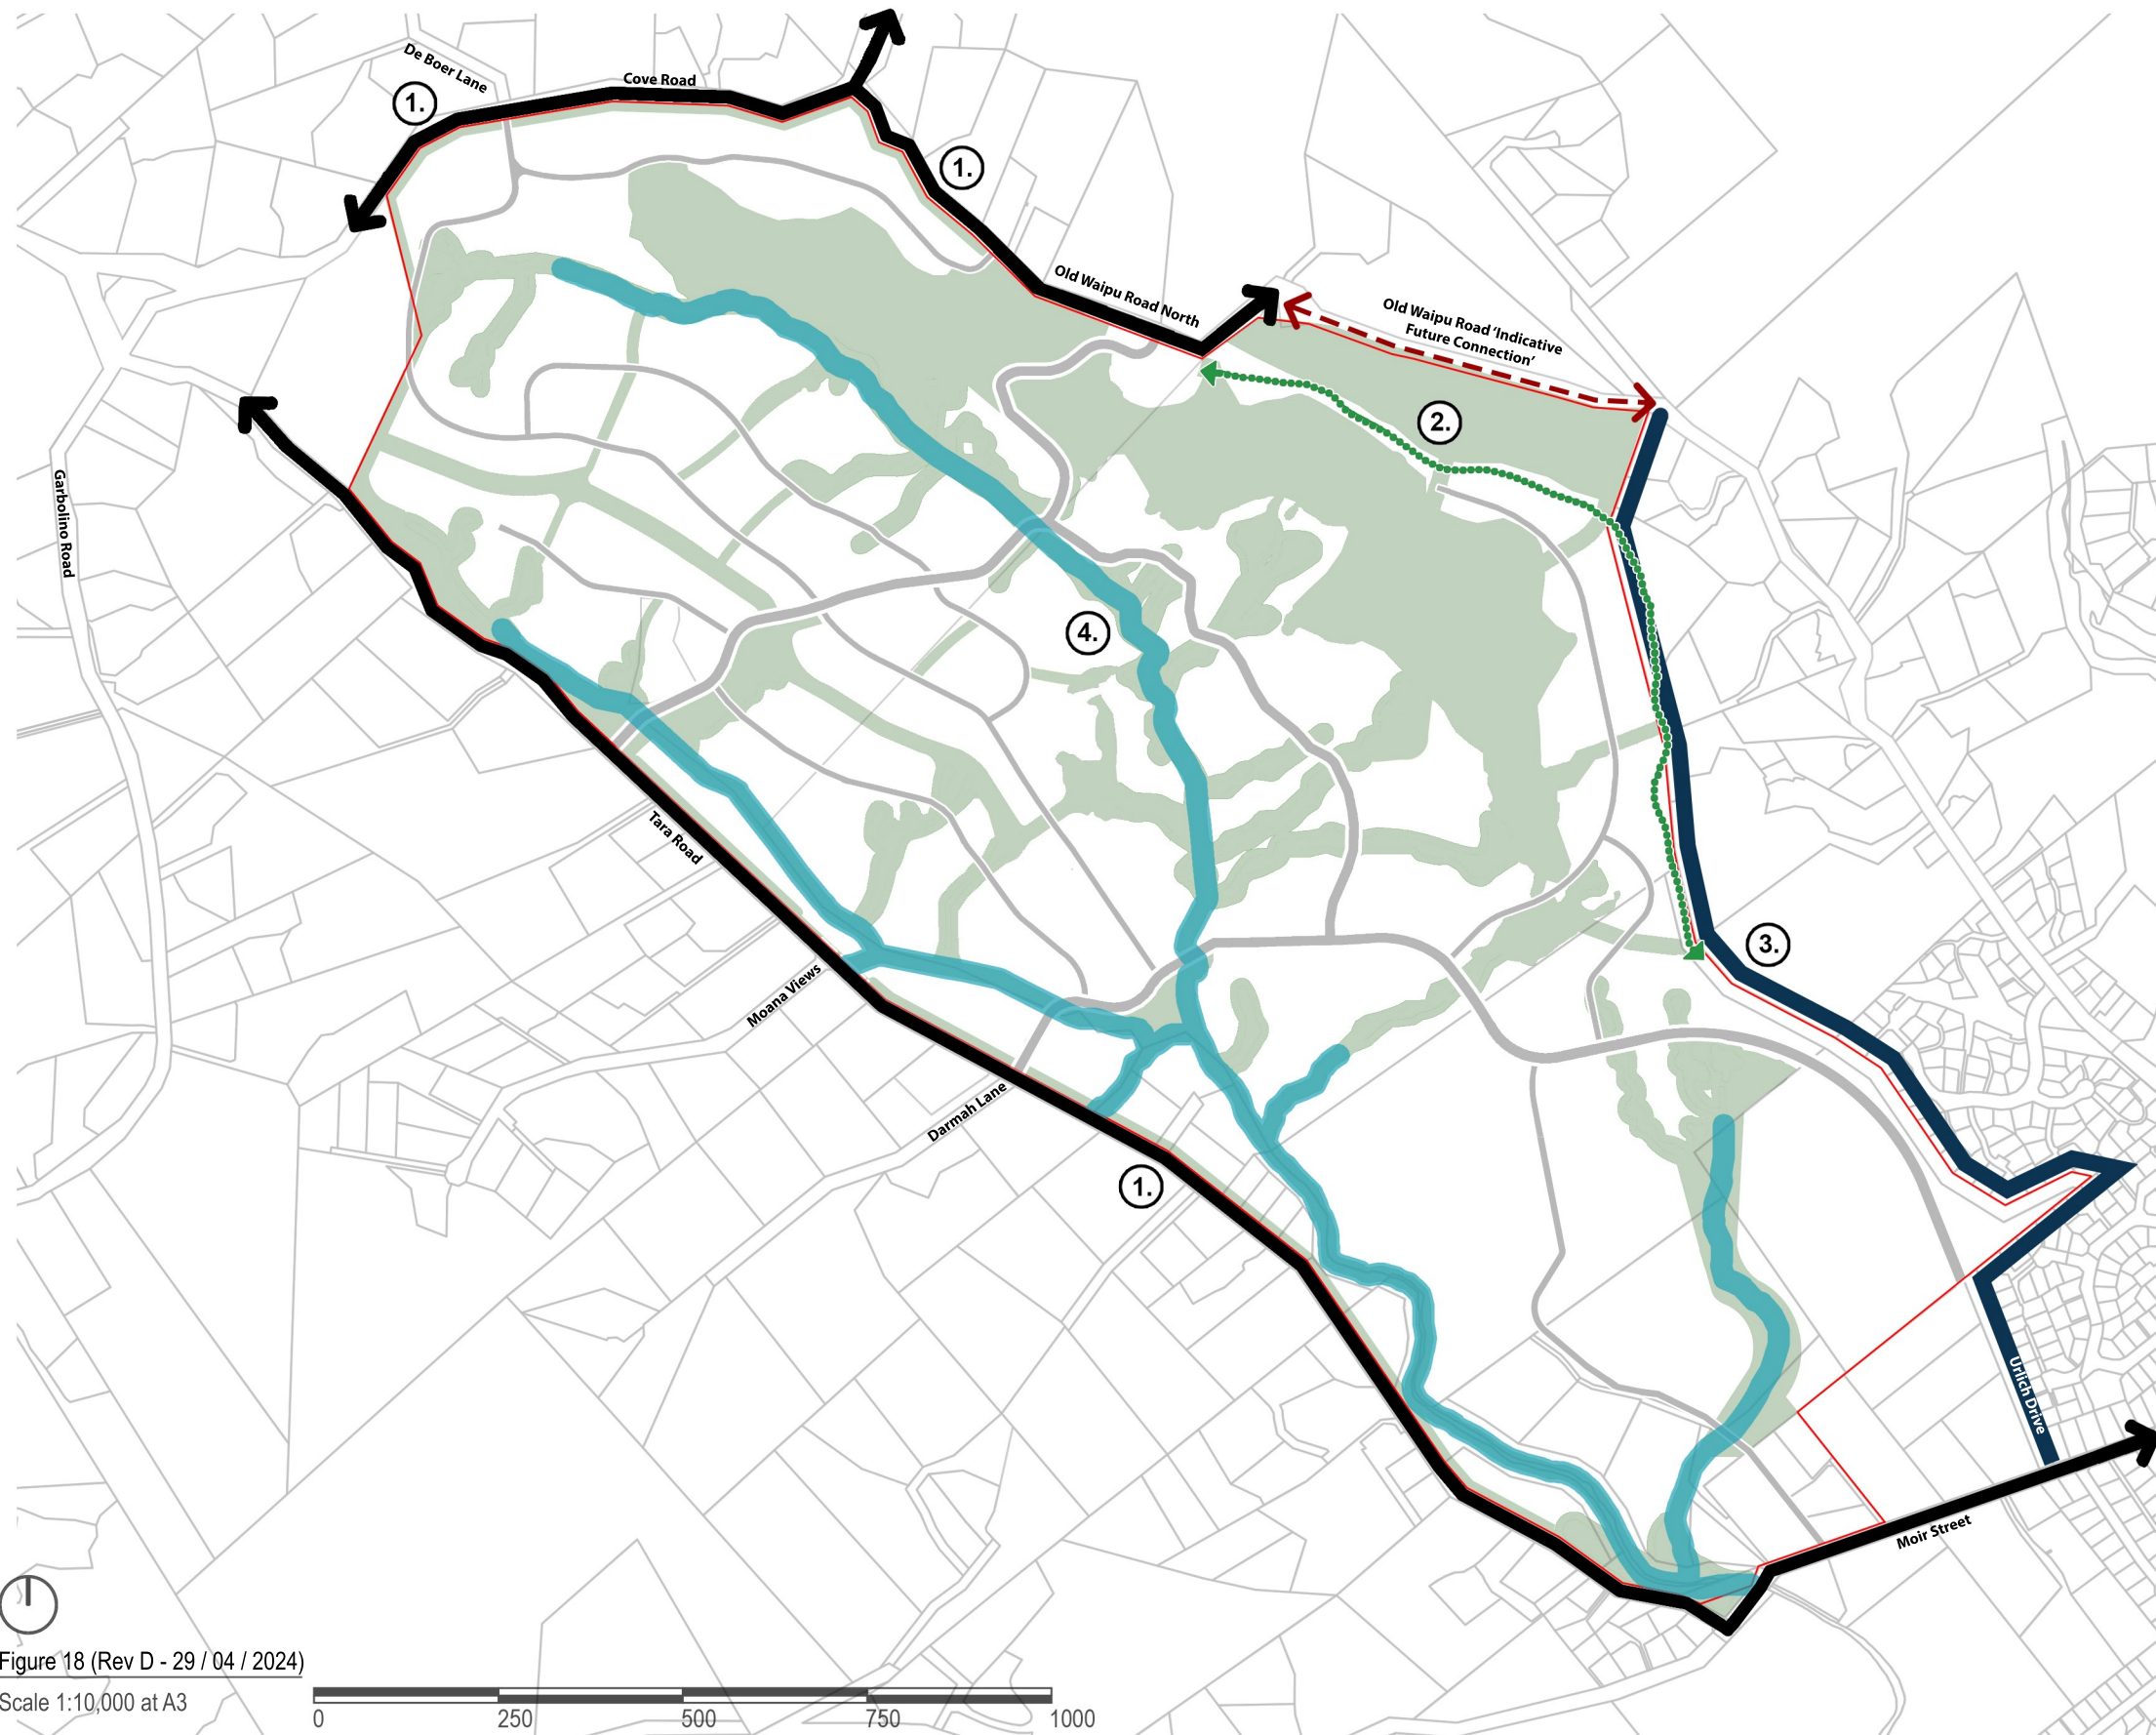 De Boer Lane
Cove Road
1.
1.
Old Waipu Road North
Old Waipu Road ‘Indicative
Future Connection’
2.
Garbolino Road
4.
Tara Road
3.
Moana Views
Darmah Lane
1.
Urlich Drive
Moir Street
Figure 18 (Rev D - 29 / 04 / 2024)
Scale 1:10,000 at A3
0 250 500 750 1000